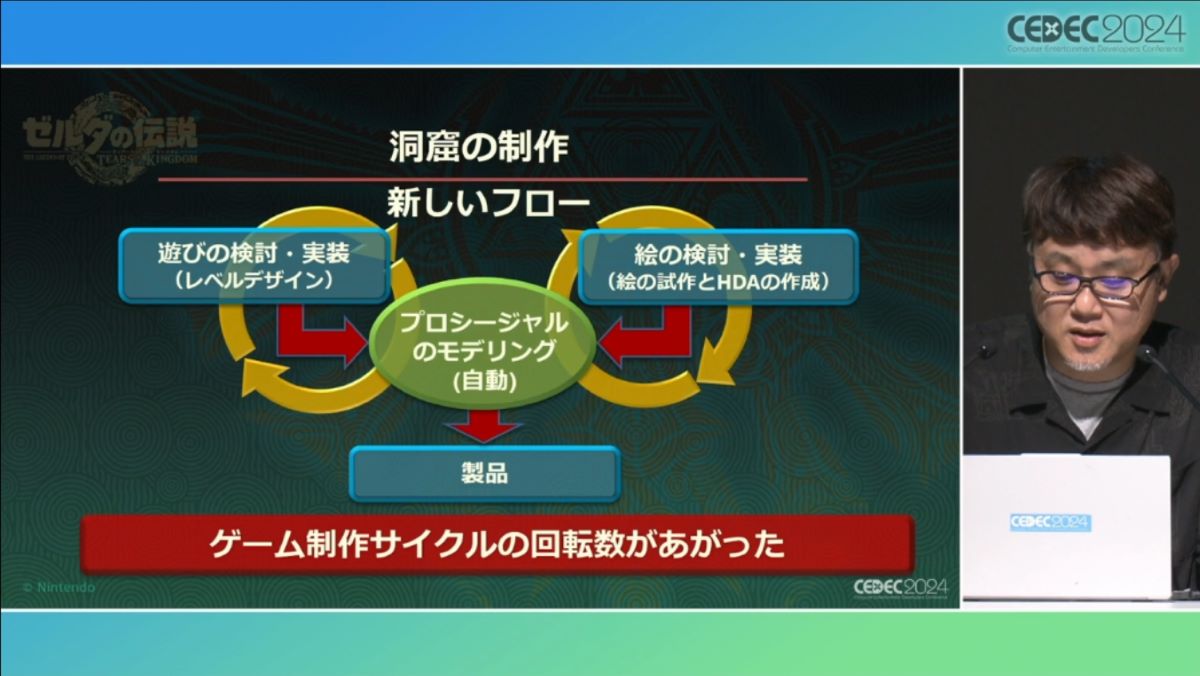 CEDEC2024
Computer Entertainment Developers Conference
ゼルダの伝説
TEARS OF THE KINGDOM
洞窟の制作
新しいフロー
遊びの検討・実装
（レベルデザイン）
絵の検討・実装
（絵の試作とHDAの作成）
プロシージャル
のモデリング
(自動)
製品
ゲーム制作サイクルの回転数があがった
© Nintendo
CEDEC2024
CEDEC2024